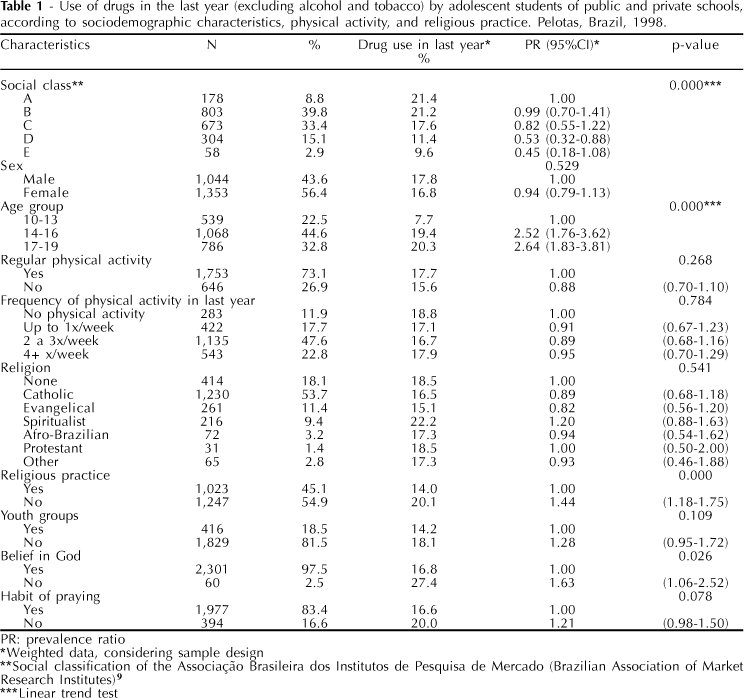 Table 1 - Use of drugs in the last year (excluding alcohol and tobacco) by adolescent students of public and private schools,
according to sociodemographic characteristics, physical activity, and religious practice. Pelotas, Brazil, 1998.
Characteristics N % Drug use in last year* PR (95%CI)* p-value
%
Social class** 0.000***
A 178 8.8 21.4 1.00
B 803 39.8 21.2 0.99 (0.70-1.41)
C 673 33.4 17.6 0.82 (0.55-1.22)
D 304 15.1 11.4 0.53 (0.32-0.88)
E 58 2.9 9.6 0.45 (0.18-1.08)
Sex 0.529
Male 1,044 43.6 17.8 1.00
Female 1,353 56.4 16.8 0.94 (0.79-1.13)
Age group 0.000***
10-13 539 22.5 7.7 1.00
14-16 1,068 44.6 19.4 2.52 (1.76-3.62)
17-19 786 32.8 20.3 2.64 (1.83-3.81)
Regular physical activity 0.268
Yes 1,753 73.1 17.7 1.00
No 646 26.9 15.6 0.88 (0.70-1.10)
Frequency of physical activity in last year 0.784
No physical activity 283 11.9 18.8 1.00
Up to 1x/week 422 17.7 17.1 0.91 (0.67-1.23)
2 a 3x/week 1,135 47.6 16.7 0.89 (0.68-1.16)
4+ x/week 543 22.8 17.9 0.95 (0.70-1.29)
Religion 0.541
None 414 18.1 18.5 1.00
Catholic 1,230 53.7 16.5 0.89 (0.68-1.18)
Evangelical 261 11.4 15.1 0.82 (0.56-1.20)
Spiritualist 216 9.4 22.2 1.20 (0.88-1.63)
Afro-Brazilian 72 3.2 17.3 0.94 (0.54-1.62)
Protestant 31 1.4 18.5 1.00 (0.50-2.00)
Other 65 2.8 17.3 0.93 (0.46-1.88)
Religious practice 0.000
Yes 1,023 45.1 14.0 1.00
No 1,247 54.9 20.1 1.44 (1.18-1.75)
Youth groups 0.109
Yes 416 18.5 14.2 1.00
No 1,829 81.5 18.1 1.28 (0.95-1.72)
Belief in God 0.026
Yes 2,301 97.5 16.8 1.00
No 60 2.5 27.4 1.63 (1.06-2.52)
Habit of praying 0.078
Yes 1,977 83.4 16.6 1.00
No 394 16.6 20.0 1.21 (0.98-1.50)
PR: prevalence ratio
*Weighted data, considering sample design
**Social classification of the Associação Brasileira dos Institutos de Pesquisa de Mercado (Brazilian Association of Market
Research Institutes)9
***Linear trend test